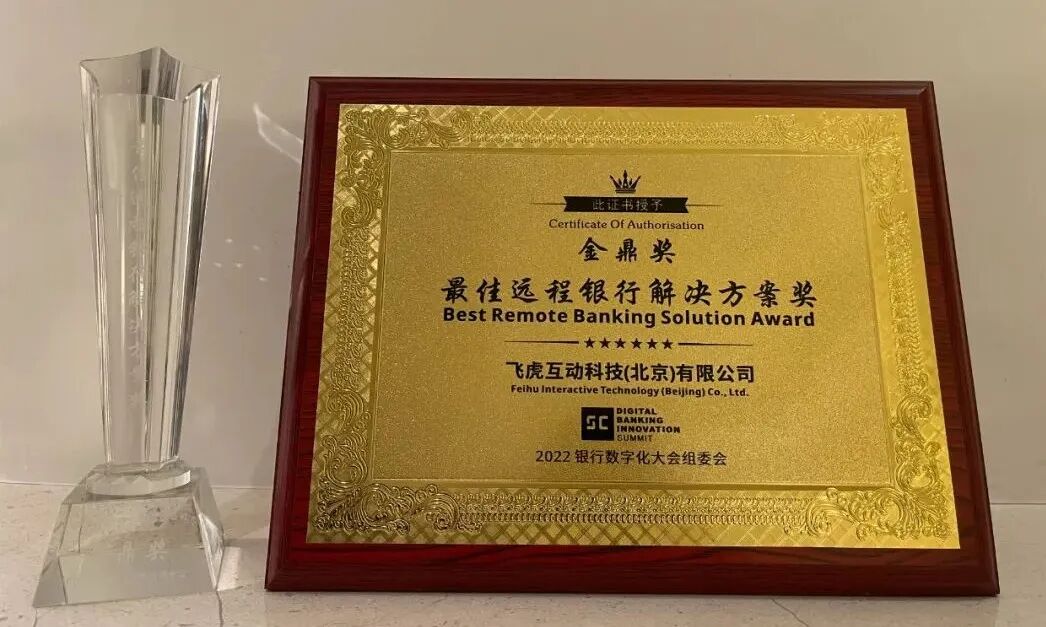 此证书授予
Certificate Of Authorisation
金鼎奖
最佳远程银行解决方案奖
Best Remote Banking Solution Award
飞虎互动科技(北京)有限公司
Feihu Interactive Technology (Beijing) Co., Ltd.
SC
DIGITAL
BANKING
INNOVATION
SUMMIT
2022 银行数字化大会组委会